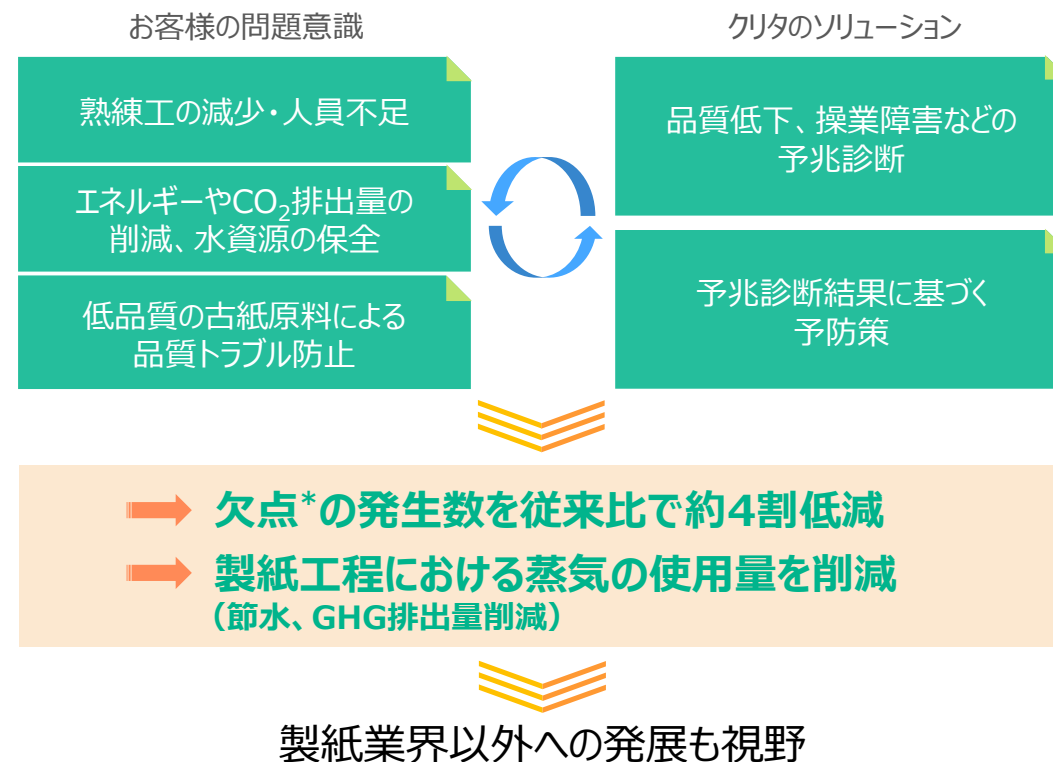 お客様の問題意識
熟練工の減少・人員不足
エネルギーやCO₂排出量の
削減、水資源の保全
低品質の古紙原料による
品質トラブル防止
クリタのソリューション
品質低下、操業障害などの
予兆診断
予兆診断結果に基づく
予防策
欠点*の発生数を従来比で約4割低減
製紙工程における蒸気の使用量を削減
（節水、GHG排出量削減）
製紙業界以外への発展も視野